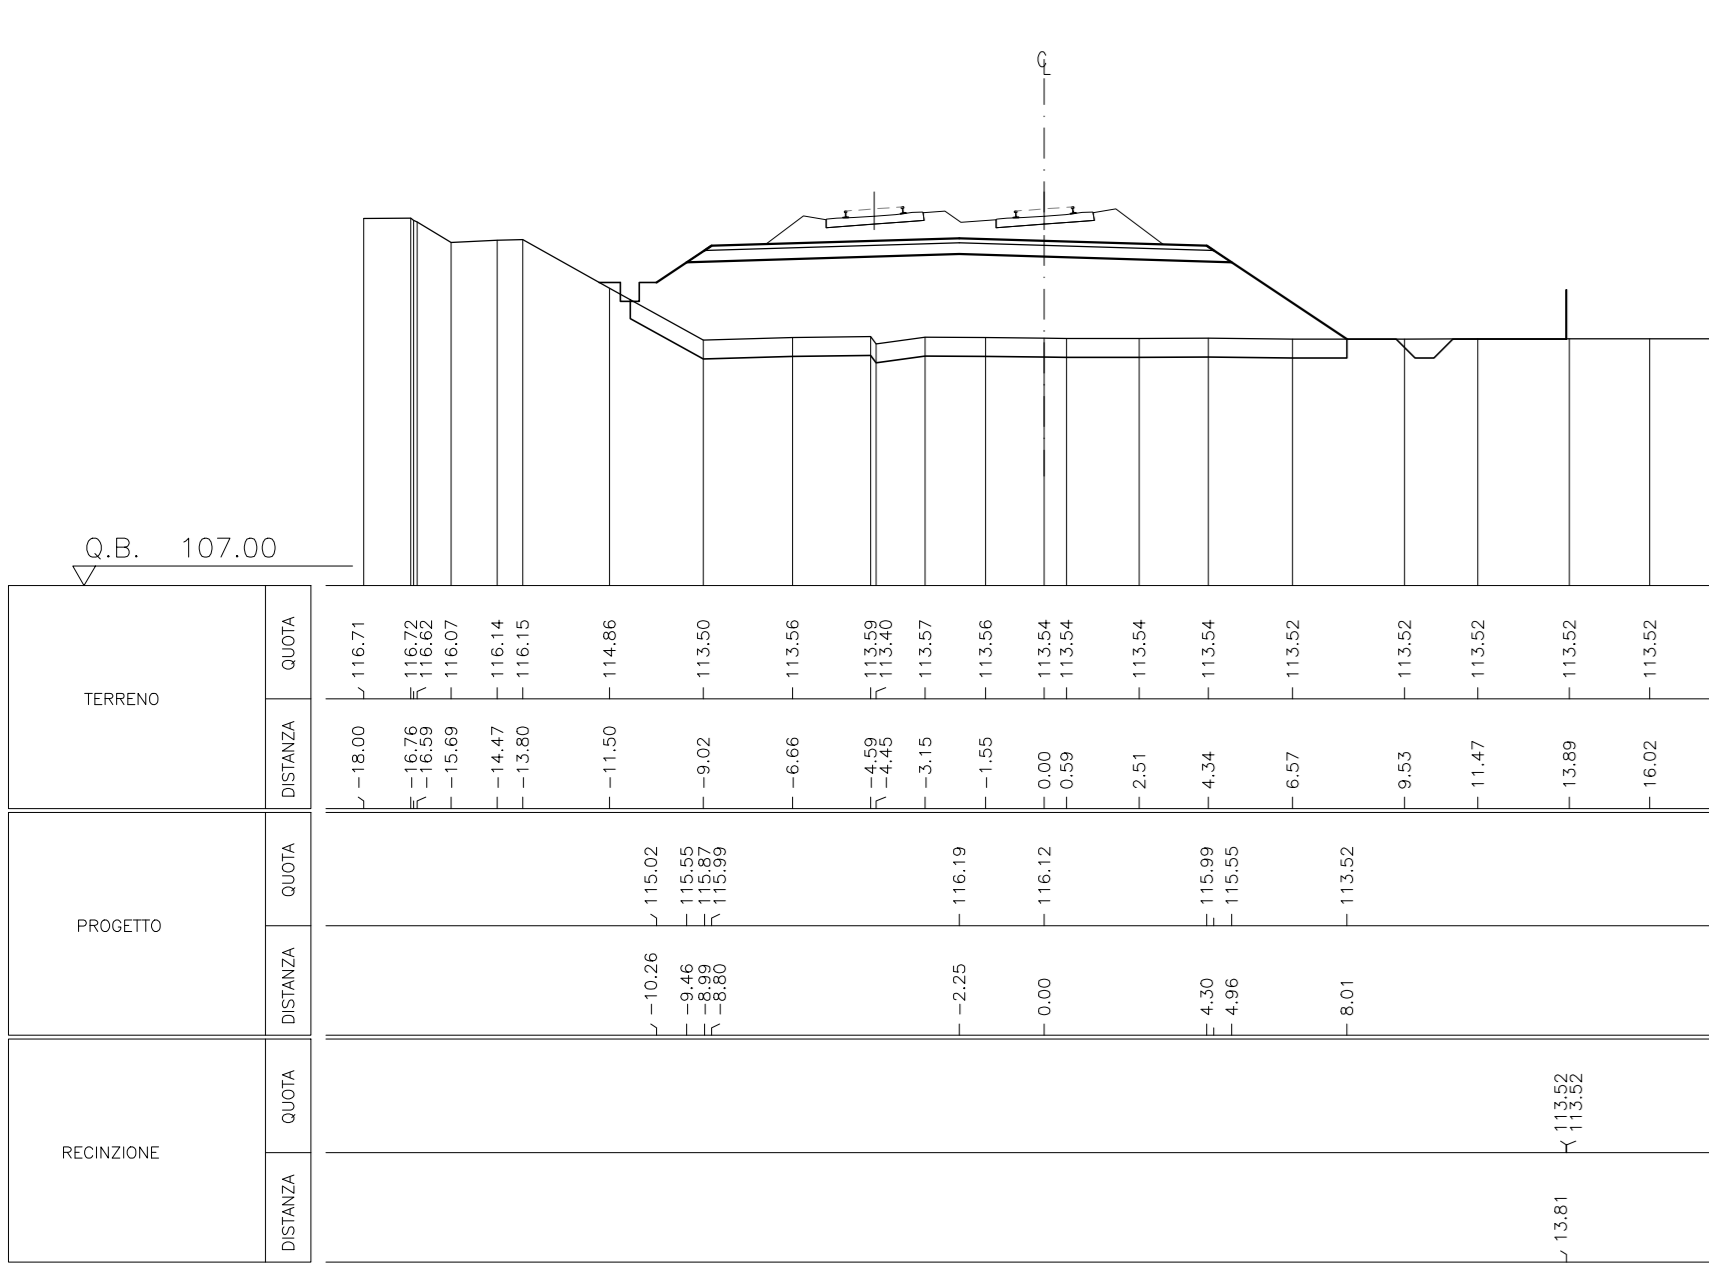 CL
Q.B. 107.00
TERRENO
QUOTA
116.71 116.72 116.62 116.07 116.14 116.15 114.86 113.50 113.56 113.59 113.40 113.57 113.56 113.54 113.54 113.54 113.54 113.52 113.52 113.52 113.52 113.52
DISTANZA
-18.00 -16.76 -16.59 -15.69 -14.47 -13.80 -11.50 -9.02 -6.66 -4.59 -4.45 -3.15 -1.55 0.00 0.59 2.51 4.34 6.57 9.53 11.47 13.89 16.02
PROGETTO
QUOTA
115.02 115.55 115.87 115.99 116.19 116.12 115.99 115.55 113.52
DISTANZA
-10.26 -9.46 -8.99 -8.80 -2.25 0.00 4.30 4.96 8.01
RECINZIONE
QUOTA
113.52 113.52
DISTANZA
13.81